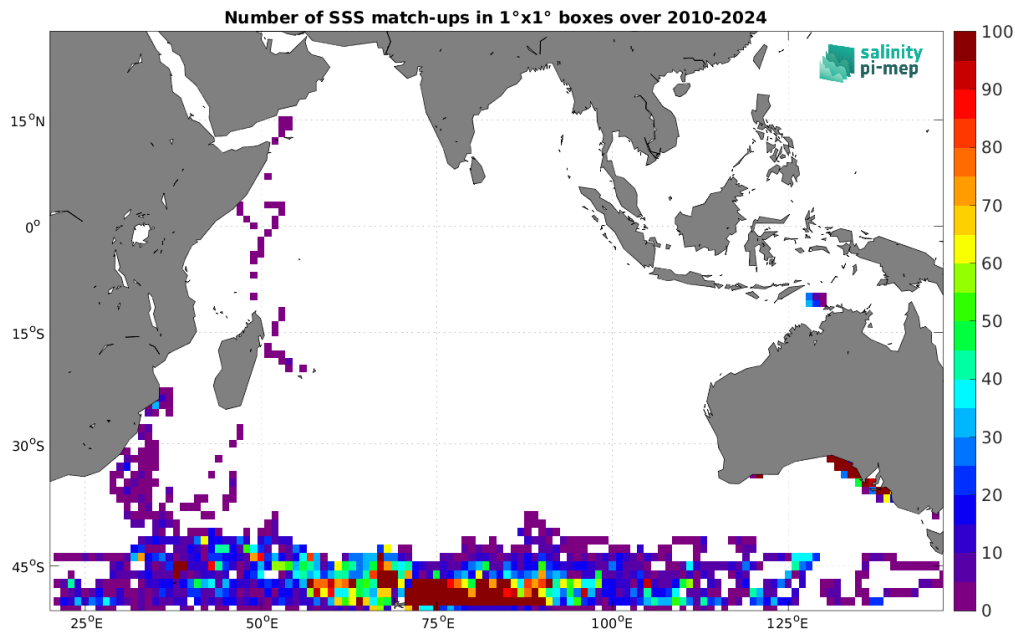 Number of SSS match-ups in 1°x1° boxes over 2010-2024
salinity
pi-mep
100
90
80
70
60
50
40
30
20
10
0
15°N
0°
15°S
30°S
45°S
25°E 50°E 75°E 100°E 125°E